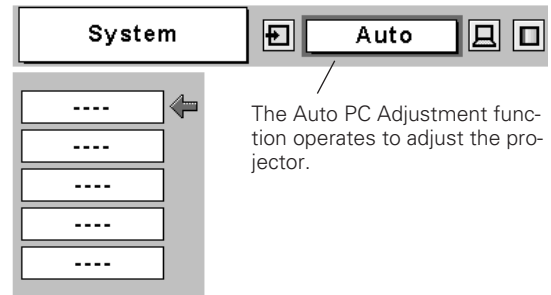 System
Auto
----
----
----
----
----
The Auto PC Adjustment func-
tion operates to adjust the pro-
jector.